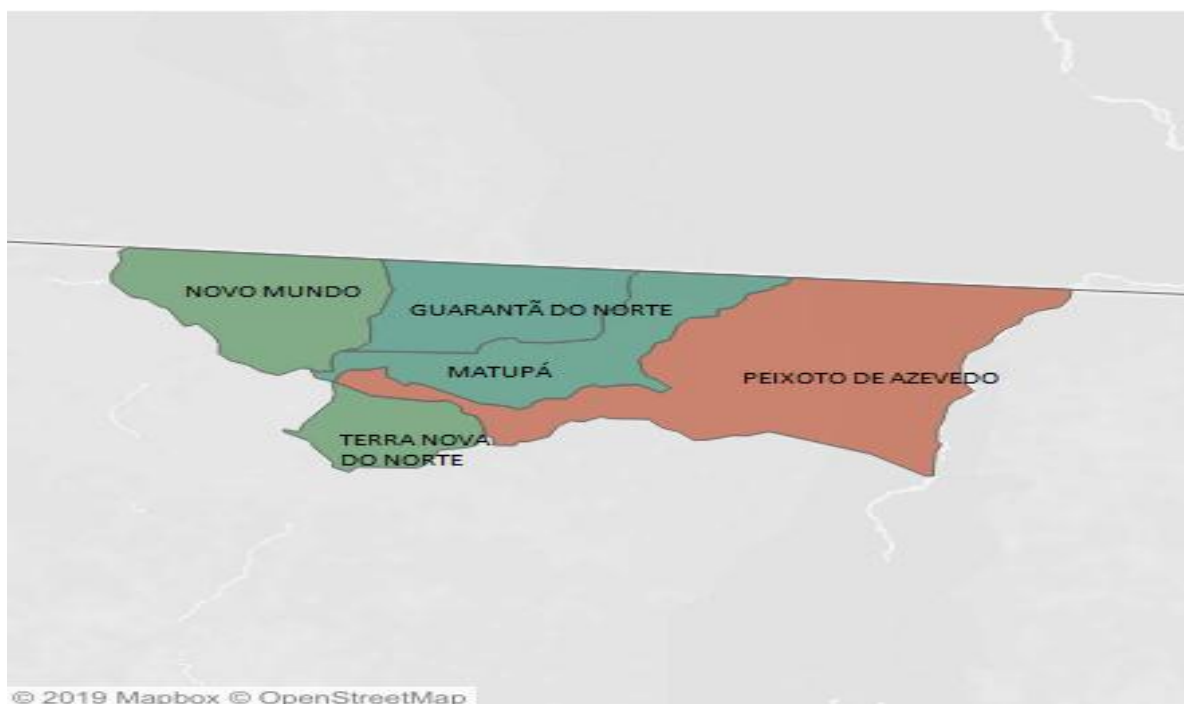 NOVO MUNDO
GUARANTÃ DO NORTE
MATUPÁ
PEIXOTO DE AZEVEDO
TERRA NOVA
DO NORTE
© 2019 Mapbox © OpenStreetMap